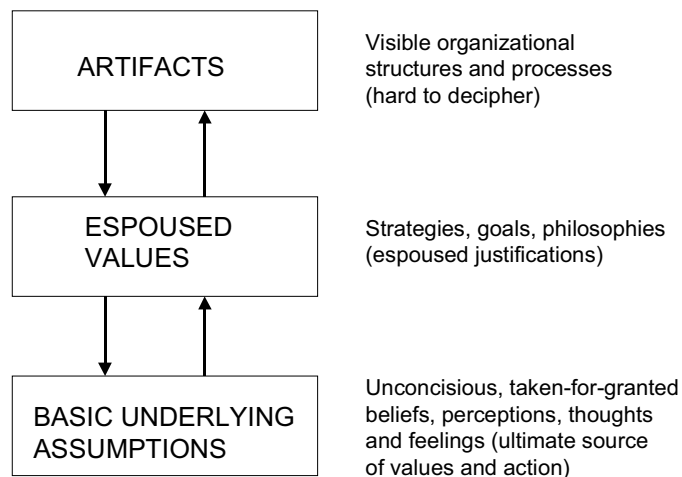 ARTIFACTS
Visible organizational
structures and processes
(hard to decipher)
ESPOUSED
VALUES
Strategies, goals, philosophies
(espoused justifications)
BASIC UNDERLYING
ASSUMPTIONS
Unconcisious, taken-for-granted
beliefs, perceptions, thoughts
and feelings (ultimate source
of values and action)